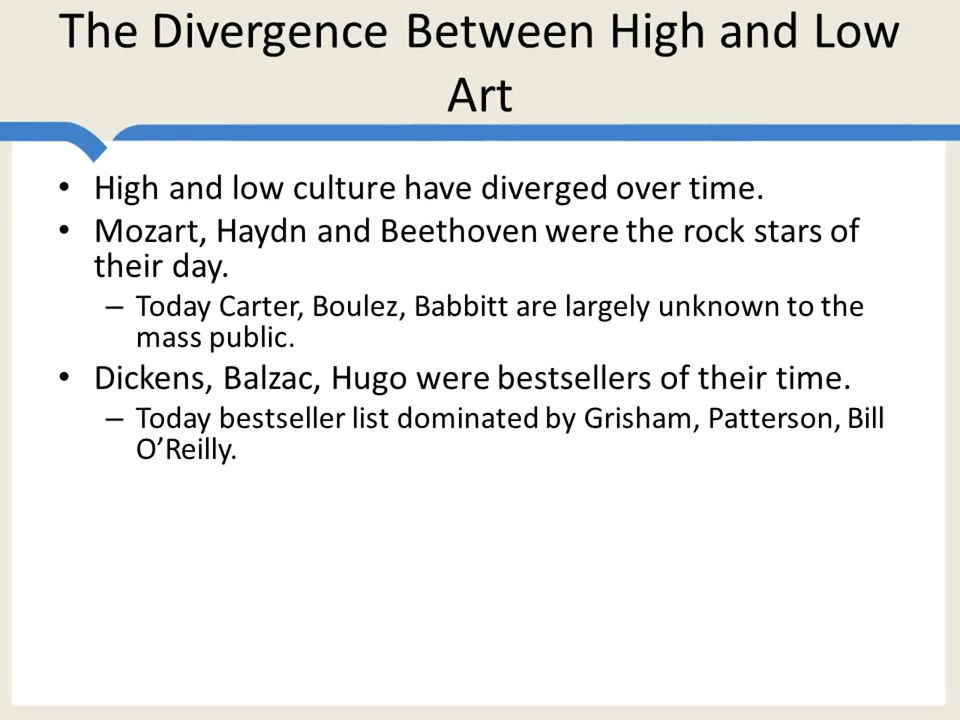 The Divergence Between High and Low
Art
• High and low culture have diverged over time.
• Mozart, Haydn and Beethoven were the rock stars of
their day.
– Today Carter, Boulez, Babbitt are largely unknown to the
mass public.
• Dickens, Balzac, Hugo were bestsellers of their time.
– Today bestseller list dominated by Grisham, Patterson, Bill
O’Reilly.